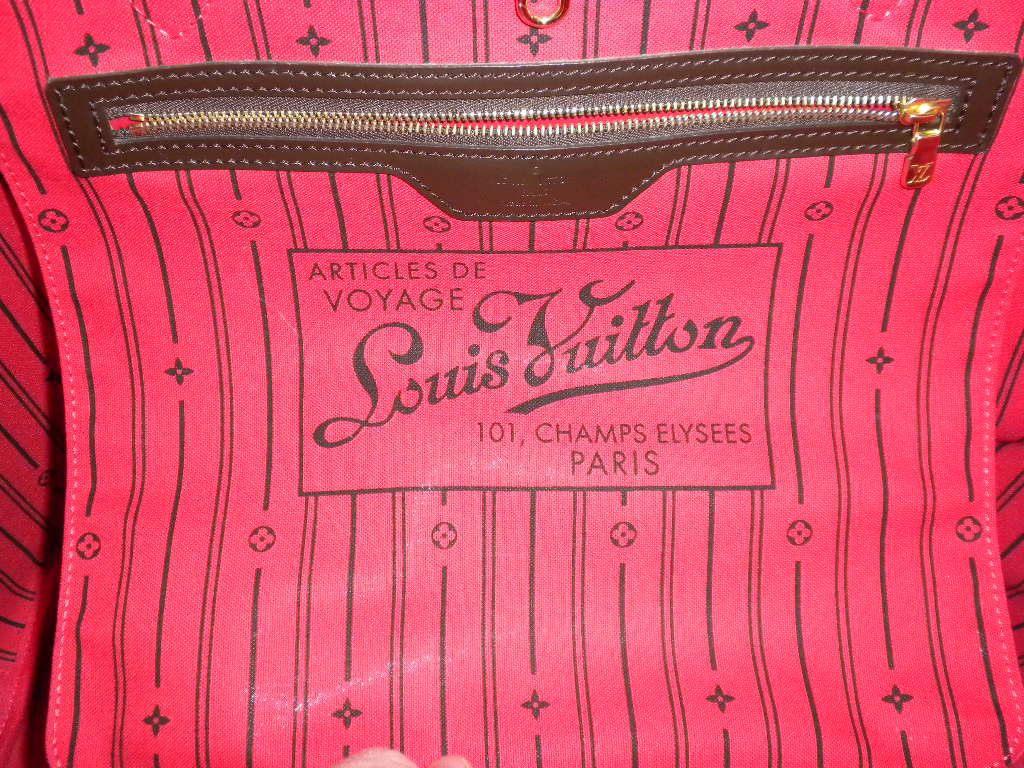 ARTICLES DE
VOYAGE
Louis Vuitton
101, CHAMPS ELYSEES
PARIS